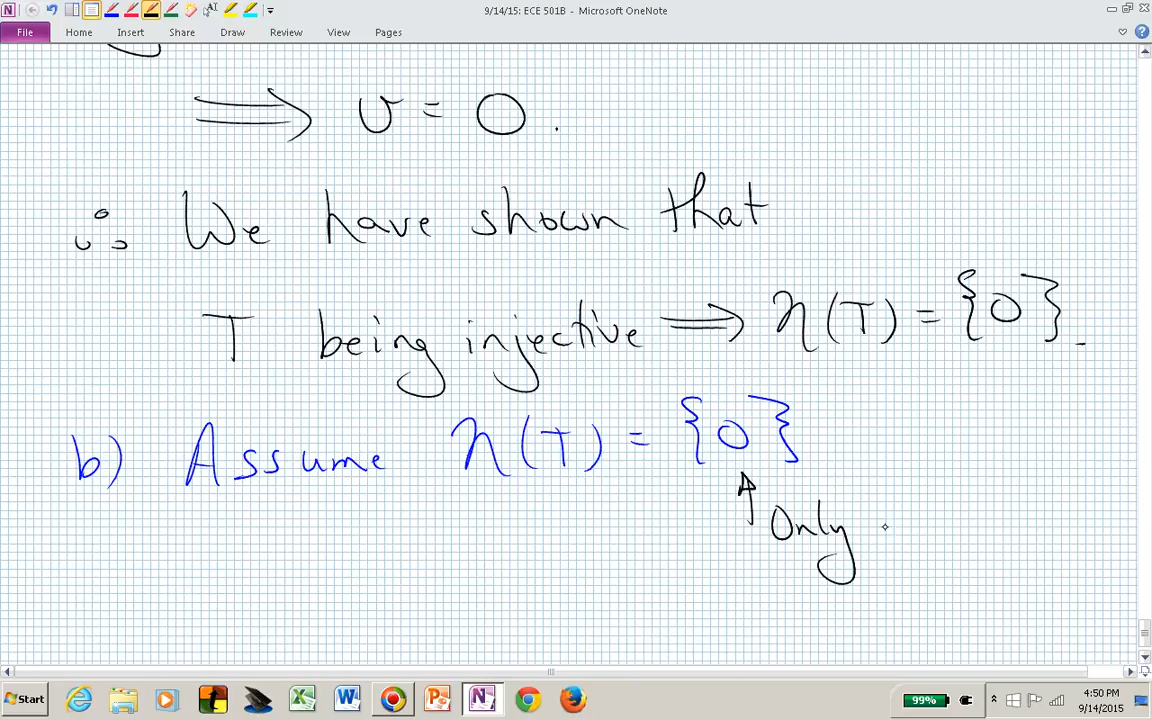 9/14/15: ECE 501B - Microsoft OneNote
File Home Insert Share Draw Review View Pages
⟹ v = 0.
∴ We have shown that
T being injective ⟹ η(T) = {0}.
b) Assume η(T) = {0}
↑ Only
Start
99%
4:50 PM
9/14/2015